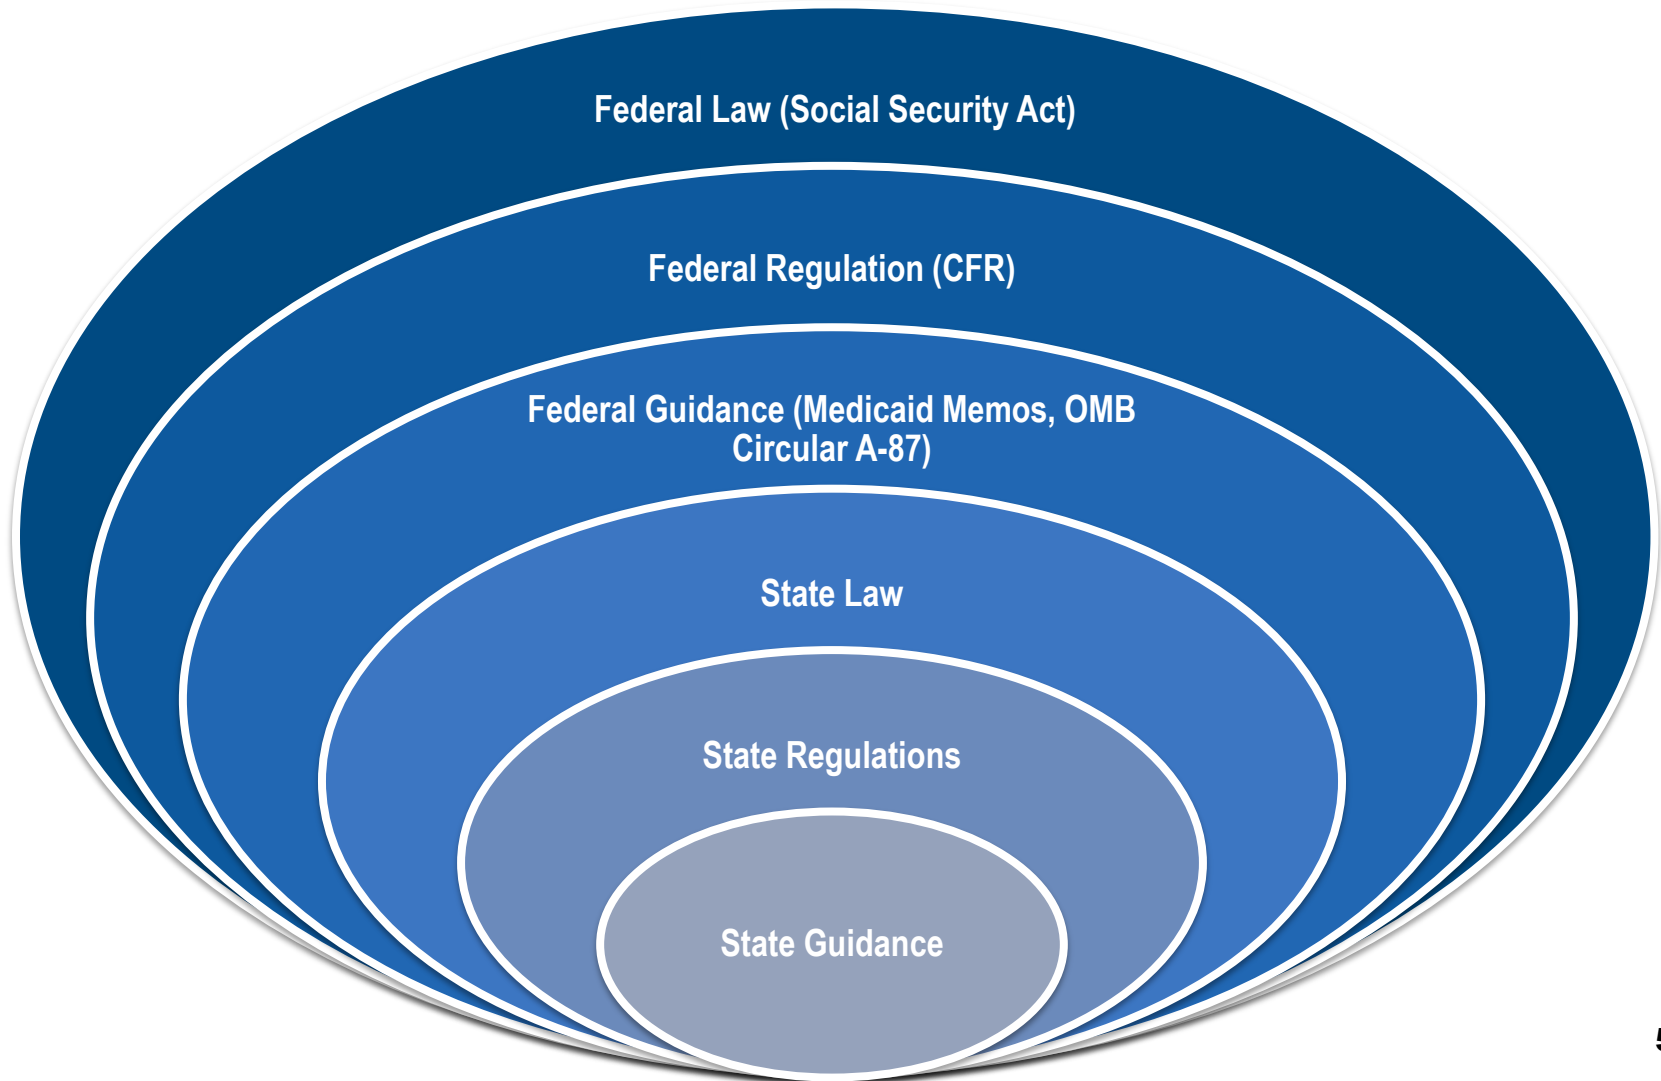 Federal Law (Social Security Act)
Federal Regulation (CFR)
Federal Guidance (Medicaid Memos, OMB
Circular A-87)
State Law
State Regulations
State Guidance
5